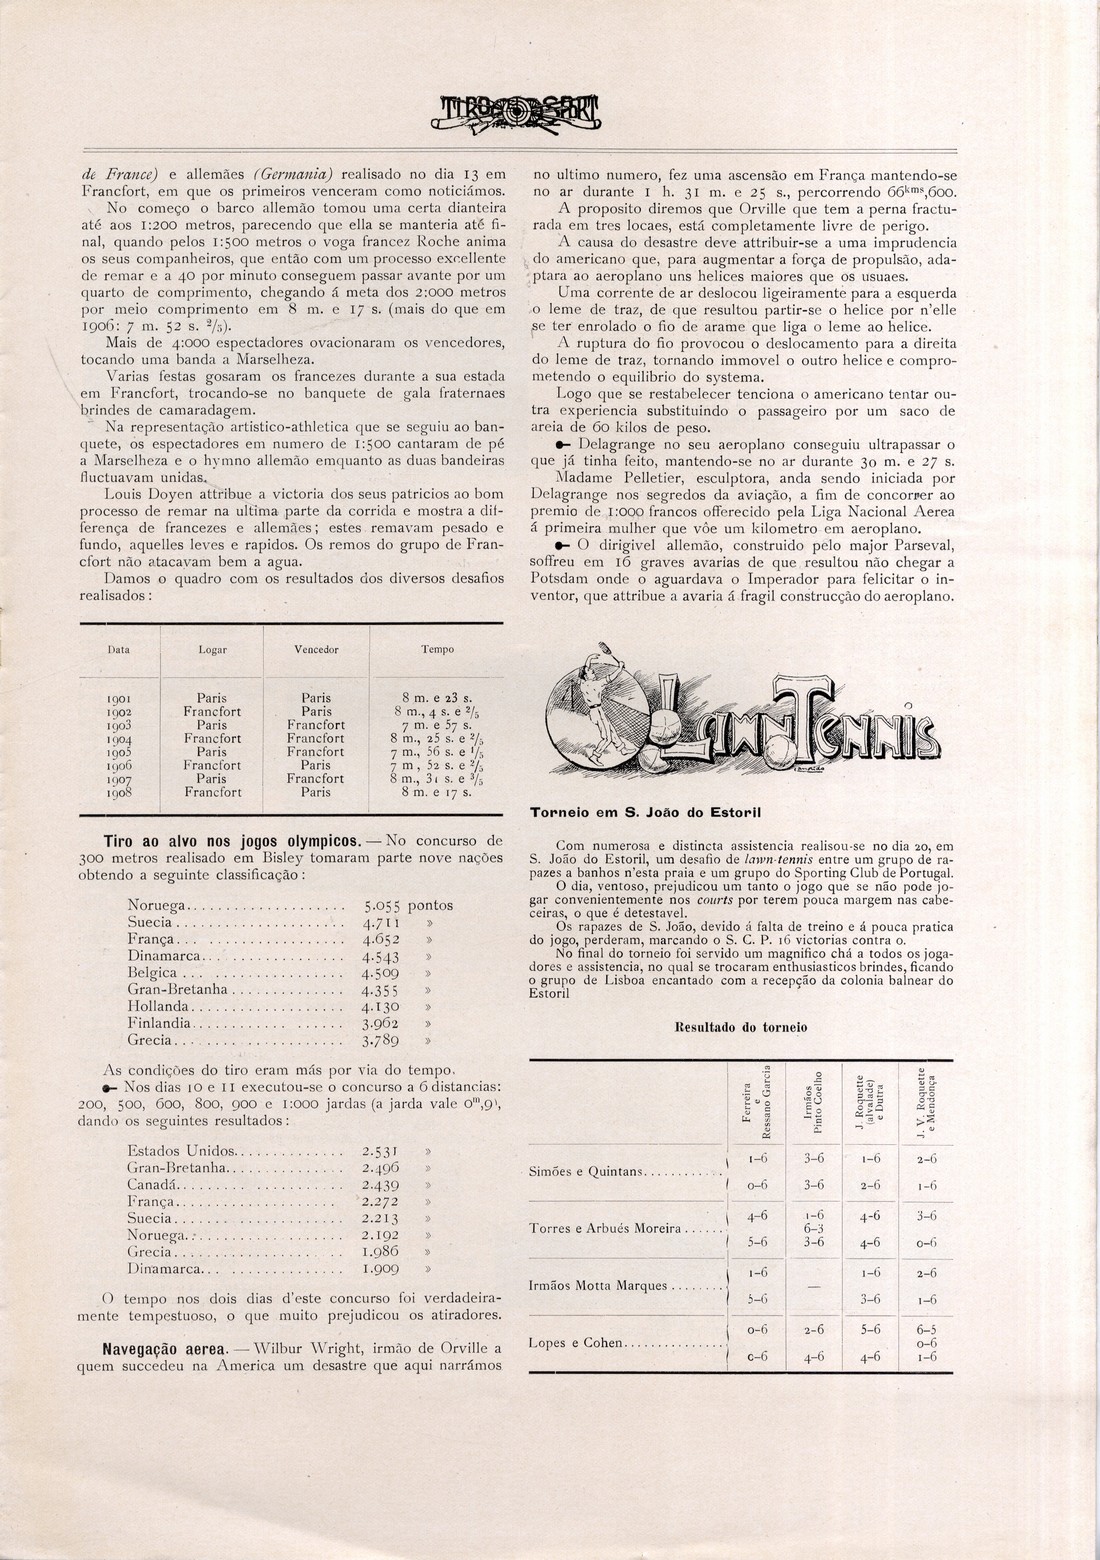 TIRO E SPORT
de France) e allemães (Germania) realisado no dia 13 em
Francfort, em que os primeiros venceram como noticiámos.
No começo o barco allemão tomou uma certa dianteira
até aos 1:200 metros, parecendo que ella se manteria até fi-
nal, quando pelos 1:500 metros o voga francez Roche anima
os seus companheiros, que então com um processo excellente
de remar e a 40 por minuto conseguem passar avante por um
quarto de comprimento, chegando á meta dos 2:000 metros
por meio comprimento em 8 m. e 17 s. (mais do que em
1906: 7 m. 52 s. 2/5).
Mais de 4:000 espectadores ovacionaram os vencedores,
tocando uma banda a Marselheza.
Varias festas gosaram os francezes durante a sua estada
em Francfort, trocando-se no banquete de gala fraternaes
brindes de camaradagem.
Na representação artistico-athletica que se seguiu ao ban-
quete, os espectadores em numero de 1:500 cantaram de pé
a Marselheza e o hymno allemão emquanto as duas bandeiras
fluctuavam unidas.
Louis Doyen attribue a victoria dos seus patricios ao bom
processo de remar na ultima parte da corrida e mostra a dif-
ferença de francezes e allemães; estes remavam pesado e
fundo, aquelles leves e rapidos. Os remos do grupo de Fran-
cfort não atacavam bem a agua.
Damos o quadro com os resultados dos diversos desafios
realisados:
Data Logar Vencedor Tempo
1901 Paris Paris 8 m. e 23 s.
1902 Francfort Paris 8 m., 4 s. e 2/5
1903 Paris Francfort 7 m. e 57 s.
1904 Francfort Francfort 8 m., 25 s. e 2/5
1905 Paris Francfort 7 m., 56 s. e 1/5
1906 Francfort Paris 7 m, 52 s. e 2/5
1907 Paris Francfort 8 m., 31 s. e 3/5
1908 Francfort Paris 8 m. e 17 s.
Tiro ao alvo nos jogos olympicos. — No concurso de
300 metros realisado em Bisley tomaram parte nove nações
obtendo a seguinte classificação:
Noruega.................... 5.055 pontos
Suecia...................... 4.711 »
França... ................. 4.652 »
Dinamarca... .............. 4.543 »
Belgica ... ................ 4.509 »
Gran-Bretanha.............. 4.355 »
Hollanda.................... 4.130 »
Finlandia............ ...... 3.962 »
Grecia...................... 3.789 »
As condições do tiro eram más por via do tempo.
Nos dias 10 e 11 executou-se o concurso a 6 distancias:
200, 500, 600, 800, 900 e 1:000 jardas (a jarda vale 0m,91,
dando os seguintes resultados:
Estados Unidos.............. 2.531 »
Gran-Bretanha.............. 2.496 »
Canadá..................... 2.439 »
França.................... 2.272 »
Suecia...................... 2.213 »
Noruega.................... 2.192 »
Grecia...................... 1.986 »
Dinamarca... .............. 1.909 »
O tempo nos dois dias d'este concurso foi verdadeira-
mente tempestuoso, o que muito prejudicou os atiradores.
Navegação aerea. — Wilbur Wright, irmão de Orville a
quem succedeu na America um desastre que aqui narrámos
no ultimo numero, fez uma ascensão em França mantendo-se
no ar durante 1 h. 31 m. e 25 s., percorrendo 66kms,600.
A proposito diremos que Orville que tem a perna fractu-
rada em tres locaes, está completamente livre de perigo.
A causa do desastre deve attribuir-se a uma imprudencia
do americano que, para augmentar a força de propulsão, ada-
ptara ao aeroplano uns helices maiores que os usuaes.
Uma corrente de ar deslocou ligeiramente para a esquerda
o leme de traz, de que resultou partir-se o helice por n'elle
se ter enrolado o fio de arame que liga o leme ao helice.
A ruptura do fio provocou o deslocamento para a direita
do leme de traz, tornando immovel o outro helice e compro-
metendo o equilibrio do systema.
Logo que se restabelecer tenciona o americano tentar ou-
tra experiencia substituindo o passageiro por um saco de
areia de 60 kilos de peso.
Delagrange no seu aeroplano conseguiu ultrapassar o
que já tinha feito, mantendo-se no ar durante 30 m. e 27 s.
Madame Pelletier, esculptora, anda sendo iniciada por
Delagrange nos segredos da aviação, a fim de concorrer ao
premio de 1:000 francos offerecido pela Liga Nacional Aerea
á primeira mulher que vôe um kilometro em aeroplano.
O dirigivel allemão, construido pelo major Parseval,
soffreu em 16 graves avarias de que resultou não chegar a
Potsdam onde o aguardava o Imperador para felicitar o in-
ventor, que attribue a avaria á fragil construcção do aeroplano.
LAWN TENNIS
Torneio em S. João do Estoril
Com numerosa e distincta assistencia realisou-se no dia 20, em
S. João do Estoril, um desafio de lawn-tennis entre um grupo de ra-
pazes a banhos n'esta praia e um grupo do Sporting Club de Portugal.
O dia, ventoso, prejudicou um tanto o jogo que se não pode jo-
gar convenientemente nos courts por terem pouca margem nas cabe-
ceiras, o que é detestavel.
Os rapazes de S. João, devido á falta de treino e á pouca pratica
do jogo, perderam, marcando o S. C. P. 16 victorias contra 0.
No final do torneio foi servido um magnifico chá a todos os joga-
dores e assistencia, no qual se trocaram enthusiasticos brindes, ficando
o grupo de Lisboa encantado com a recepção da colonia balnear do
Estoril
Resultado do torneio
Ferreira e Ressano Garcia
Irmãos Pinto Coelho
J. Roquette (alvalade) e Dutra
J. V. Roquette e Mendonça
1-6 3-6 1-6 2-6
Simões e Quintans...........
0-6 3-6 2-6 1-6
4-6 1-6 4-6 3-6
6-3
Torres e Arbués Moreira......
5-6 3-6 4-6 0-6
1-6 1-6 2-6
Irmãos Motta Marques........ —
5-6 3-6 1-6
0-6 2-6 5-6 6-5
0-6
Lopes e Cohen...............
0-6 4-6 4-6 1-6